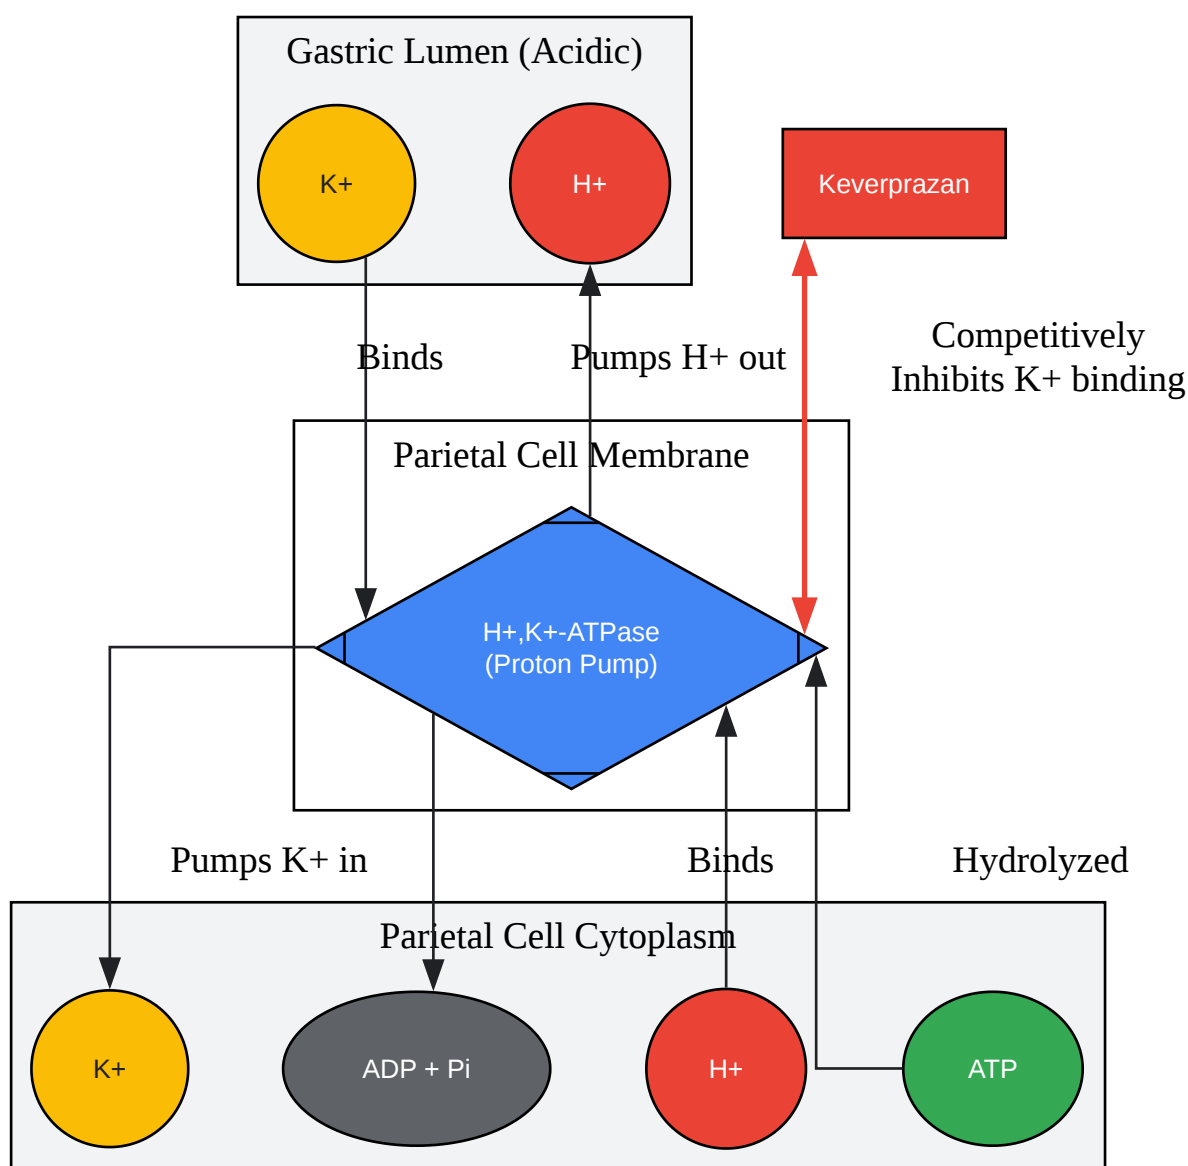 Gastric Lumen (Acidic)
K+
H+
Keverprazan
Binds
Pumps H+ out
Competitively
Inhibits K+ binding
Parietal Cell Membrane
H+,K+-ATPase
(Proton Pump)
Pumps K+ in
Binds
Hydrolyzed
Parietal Cell Cytoplasm
K+
ADP + Pi
H+
ATP